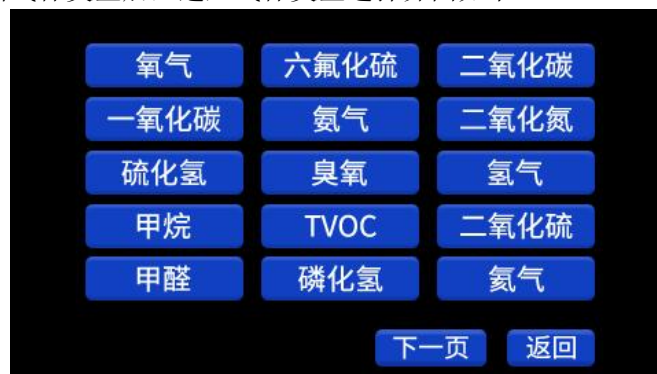 氧气 六氟化硫 二氧化碳
一氧化碳 氨气 二氧化氮
硫化氢 臭氧 氢气
甲烷 TVOC 二氧化硫
甲醛 磷化氢 氦气
下一页 返回